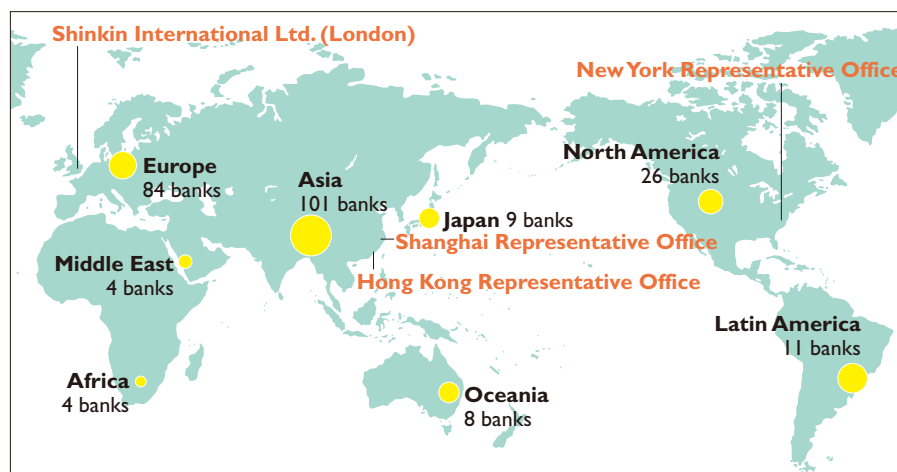 Shinkin International Ltd. (London)
New York Representative Office
Europe
84 banks
Asia
101 banks
North America
26 banks
Japan 9 banks
Shanghai Representative Office
Middle East
4 banks
Hong Kong Representative Office
Latin America
11 banks
Africa
4 banks
Oceania
8 banks